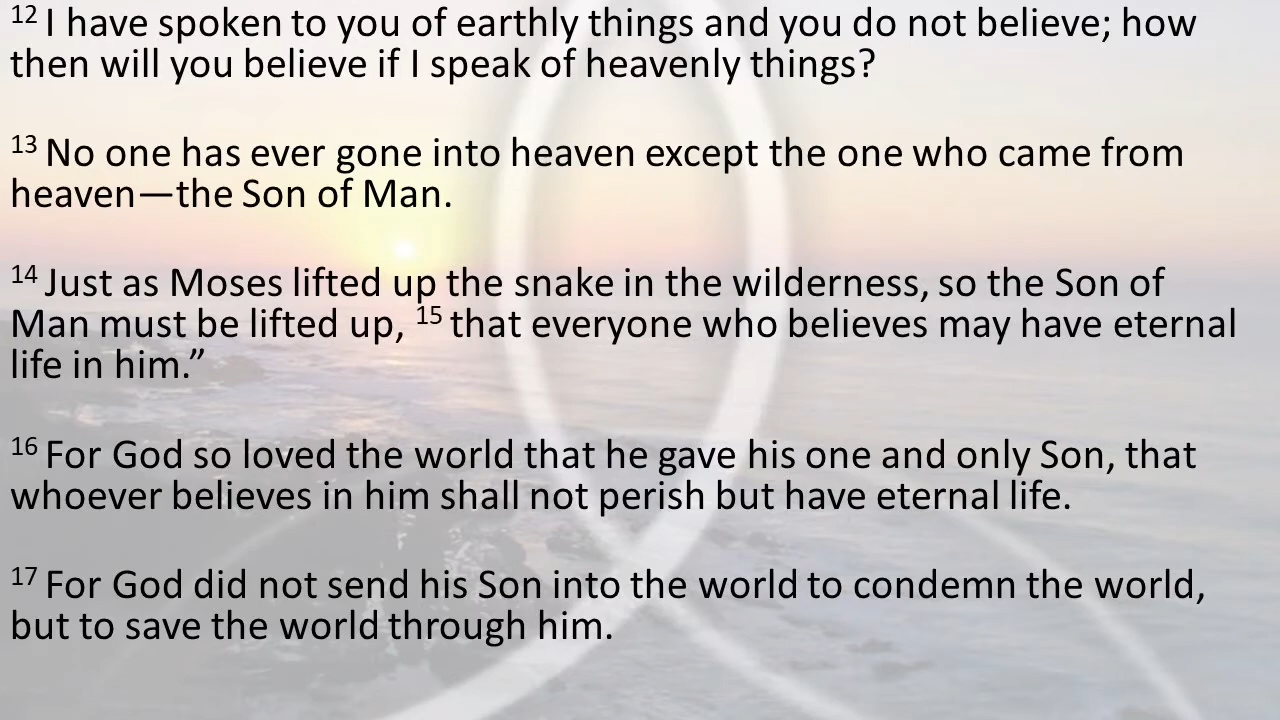 12 I have spoken to you of earthly things and you do not believe; how
then will you believe if I speak of heavenly things?
13 No one has ever gone into heaven except the one who came from
heaven—the Son of Man.
14 Just as Moses lifted up the snake in the wilderness, so the Son of
Man must be lifted up, 15 that everyone who believes may have eternal
life in him.”
16 For God so loved the world that he gave his one and only Son, that
whoever believes in him shall not perish but have eternal life.
17 For God did not send his Son into the world to condemn the world,
but to save the world through him.